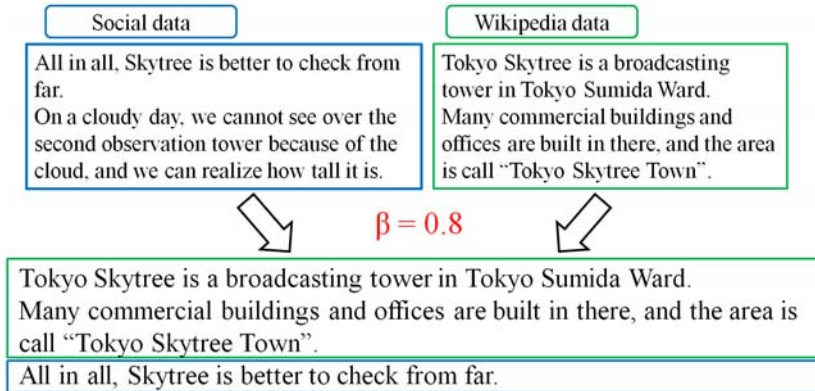 Social data
Wikipedia data
All in all, Skytree is better to check from
far.
On a cloudy day, we cannot see over the
second observation tower because of the
cloud, and we can realize how tall it is.
Tokyo Skytree is a broadcasting
tower in Tokyo Sumida Ward.
Many commercial buildings and
offices are built in there, and the area
is call “Tokyo Skytree Town”.
β = 0.8
Tokyo Skytree is a broadcasting tower in Tokyo Sumida Ward.
Many commercial buildings and offices are built in there, and the area is
call “Tokyo Skytree Town”.
All in all, Skytree is better to check from far.